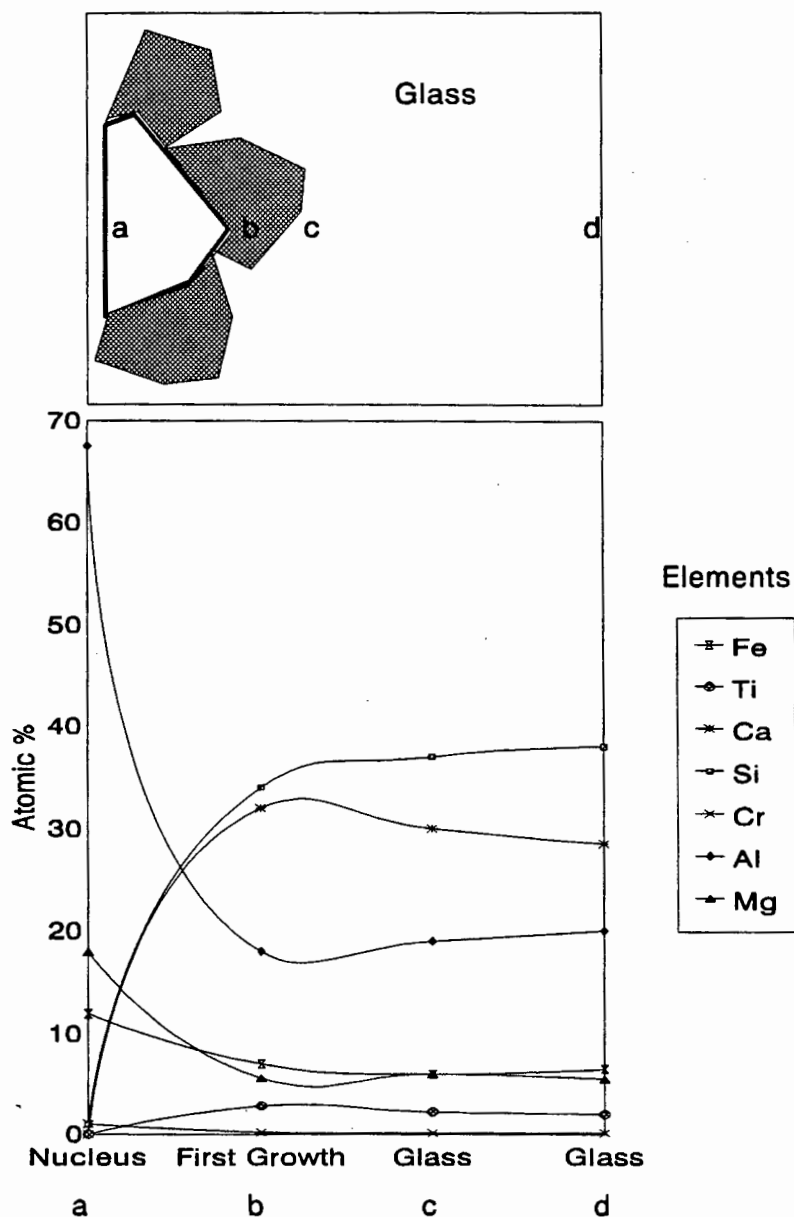 Glass
a b c d
70
60
50
40
30
20
10
0
Atomic %
Nucleus First Growth Glass Glass
a b c d
Elements
Fe
Ti
Ca
Si
Cr
Al
Mg